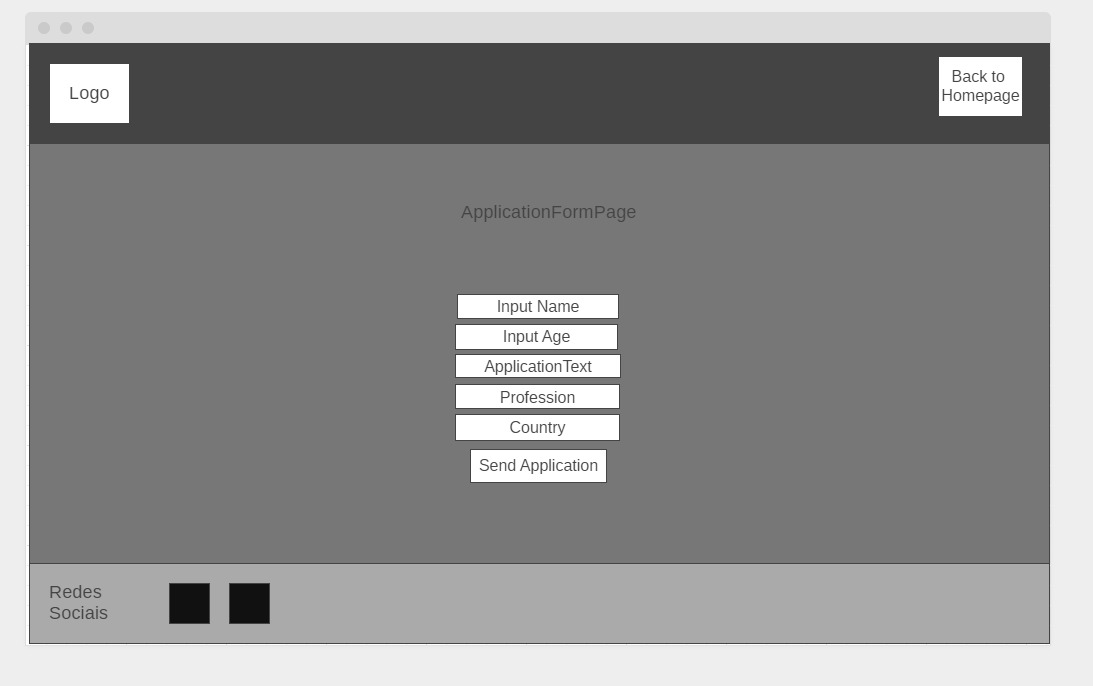 Logo
Back to
Homepage
ApplicationFormPage
Input Name
Input Age
ApplicationText
Profession
Country
Send Application
Redes
Sociais